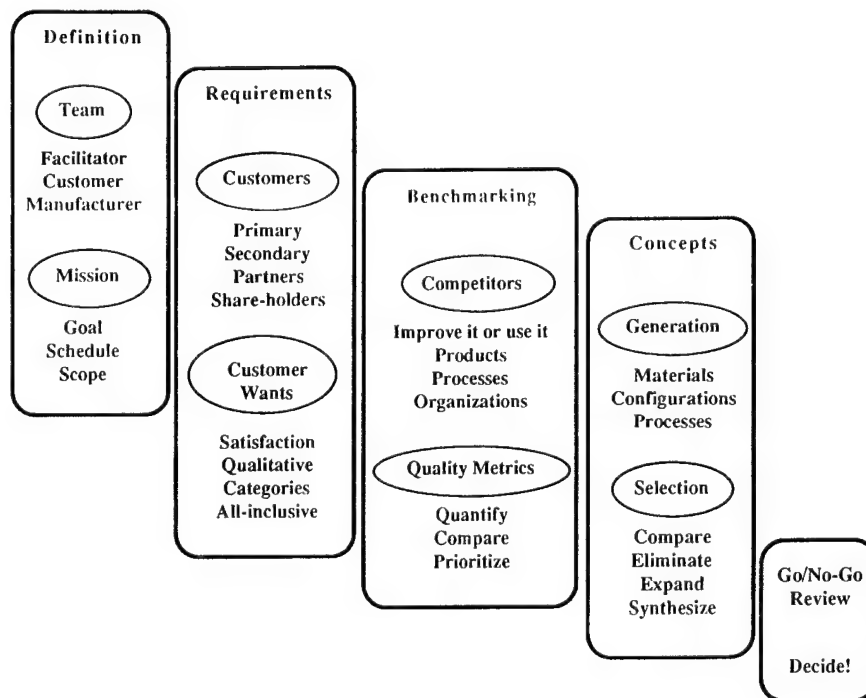 Definition
Team
Facilitator
Customer
Manufacturer
Mission
Goal
Schedule
Scope
Requirements
Customers
Primary
Secondary
Partners
Share-holders
Customer
Wants
Satisfaction
Qualitative
Categories
All-inclusive
Benchmarking
Competitors
Improve it or use it
Products
Processes
Organizations
Quality Metrics
Quantify
Compare
Prioritize
Concepts
Generation
Materials
Configurations
Processes
Selection
Compare
Eliminate
Expand
Synthesize
Go/No-Go
Review
Decide!